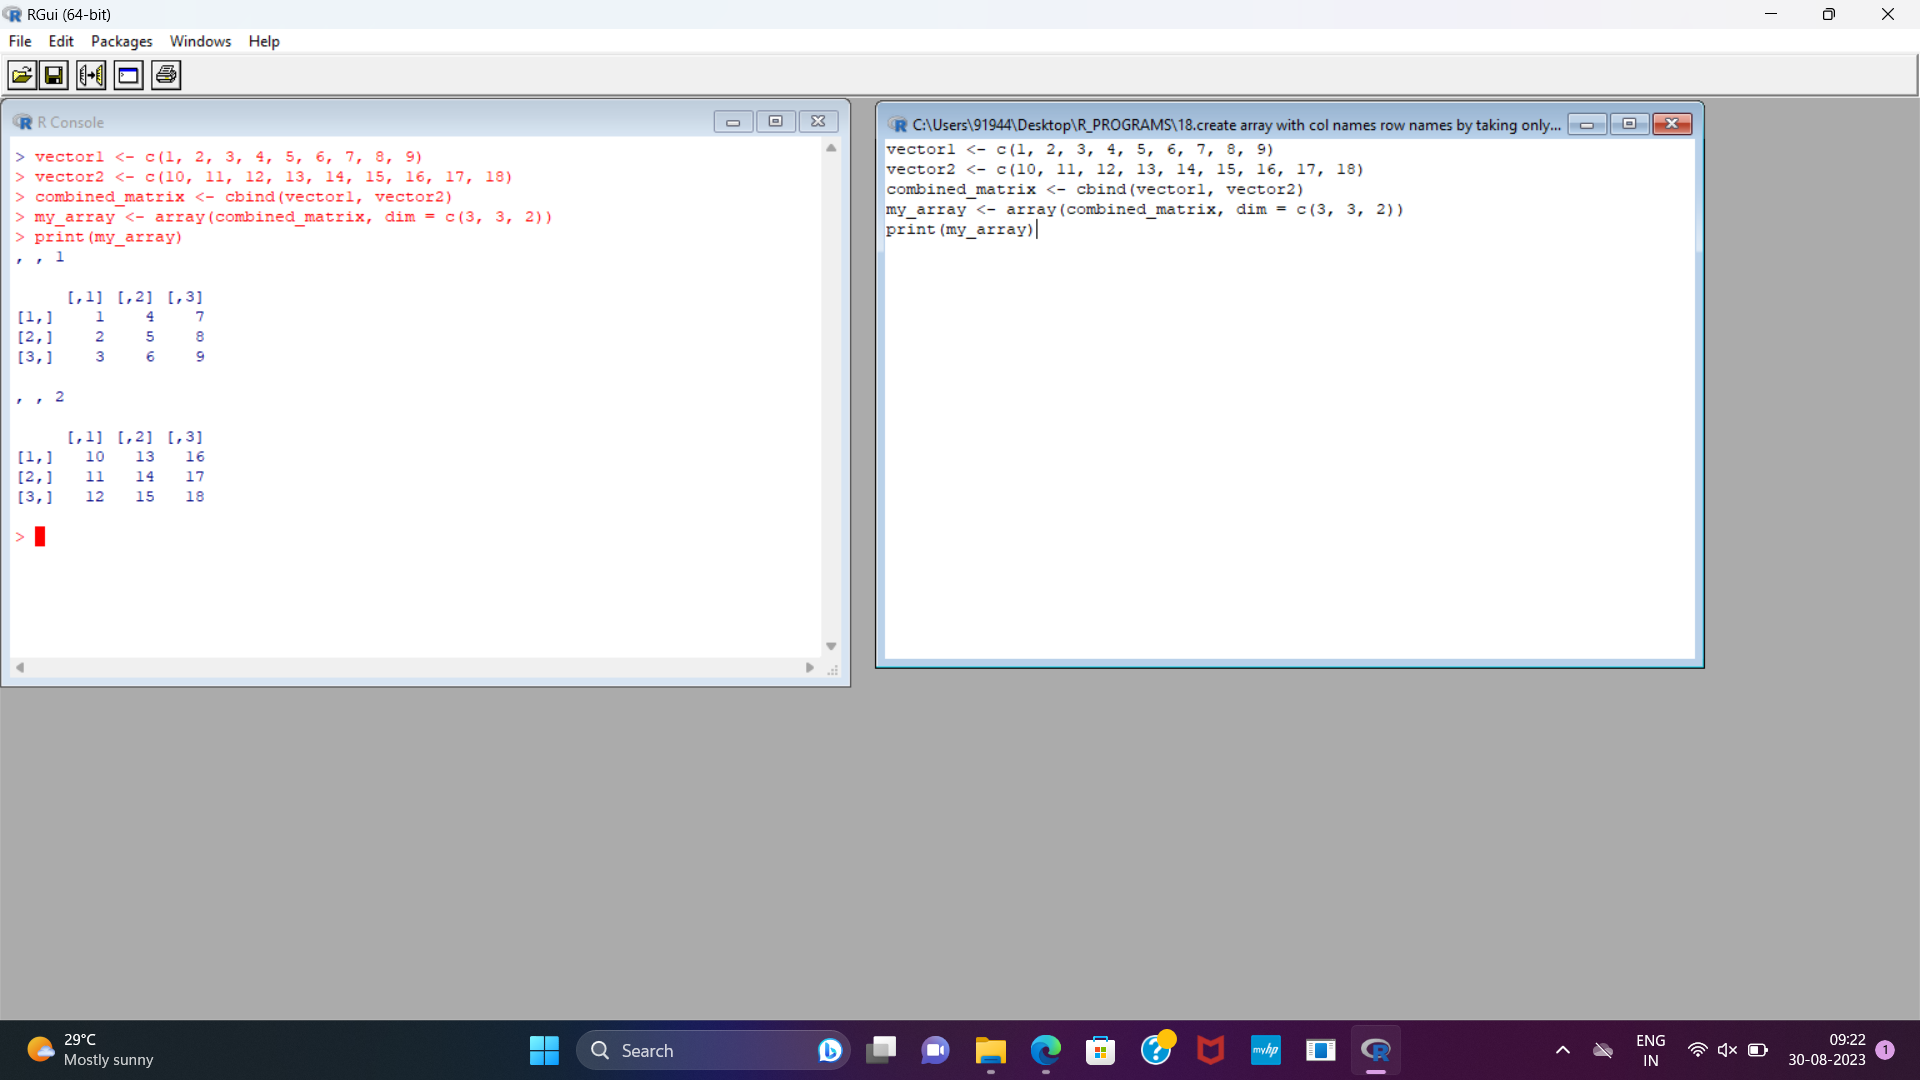 RGui (64-bit)
File Edit Packages Windows Help
R Console
> vector1 <- c(1, 2, 3, 4, 5, 6, 7, 8, 9)
> vector2 <- c(10, 11, 12, 13, 14, 15, 16, 17, 18)
> combined_matrix <- cbind(vector1, vector2)
> my_array <- array(combined_matrix, dim = c(3, 3, 2))
> print(my_array)
, , 1
     [,1] [,2] [,3]
[1,]    1    4    7
[2,]    2    5    8
[3,]    3    6    9
, , 2
     [,1] [,2] [,3]
[1,]   10   13   16
[2,]   11   14   17
[3,]   12   15   18
>
C:\Users\91944\Desktop\R_PROGRAMS\18.create array with col names row names by taking only...
vector1 <- c(1, 2, 3, 4, 5, 6, 7, 8, 9)
vector2 <- c(10, 11, 12, 13, 14, 15, 16, 17, 18)
combined_matrix <- cbind(vector1, vector2)
my_array <- array(combined_matrix, dim = c(3, 3, 2))
print(my_array)
29°C
Mostly sunny
Search
myhp
ENG
IN
09:22
30-08-2023
1